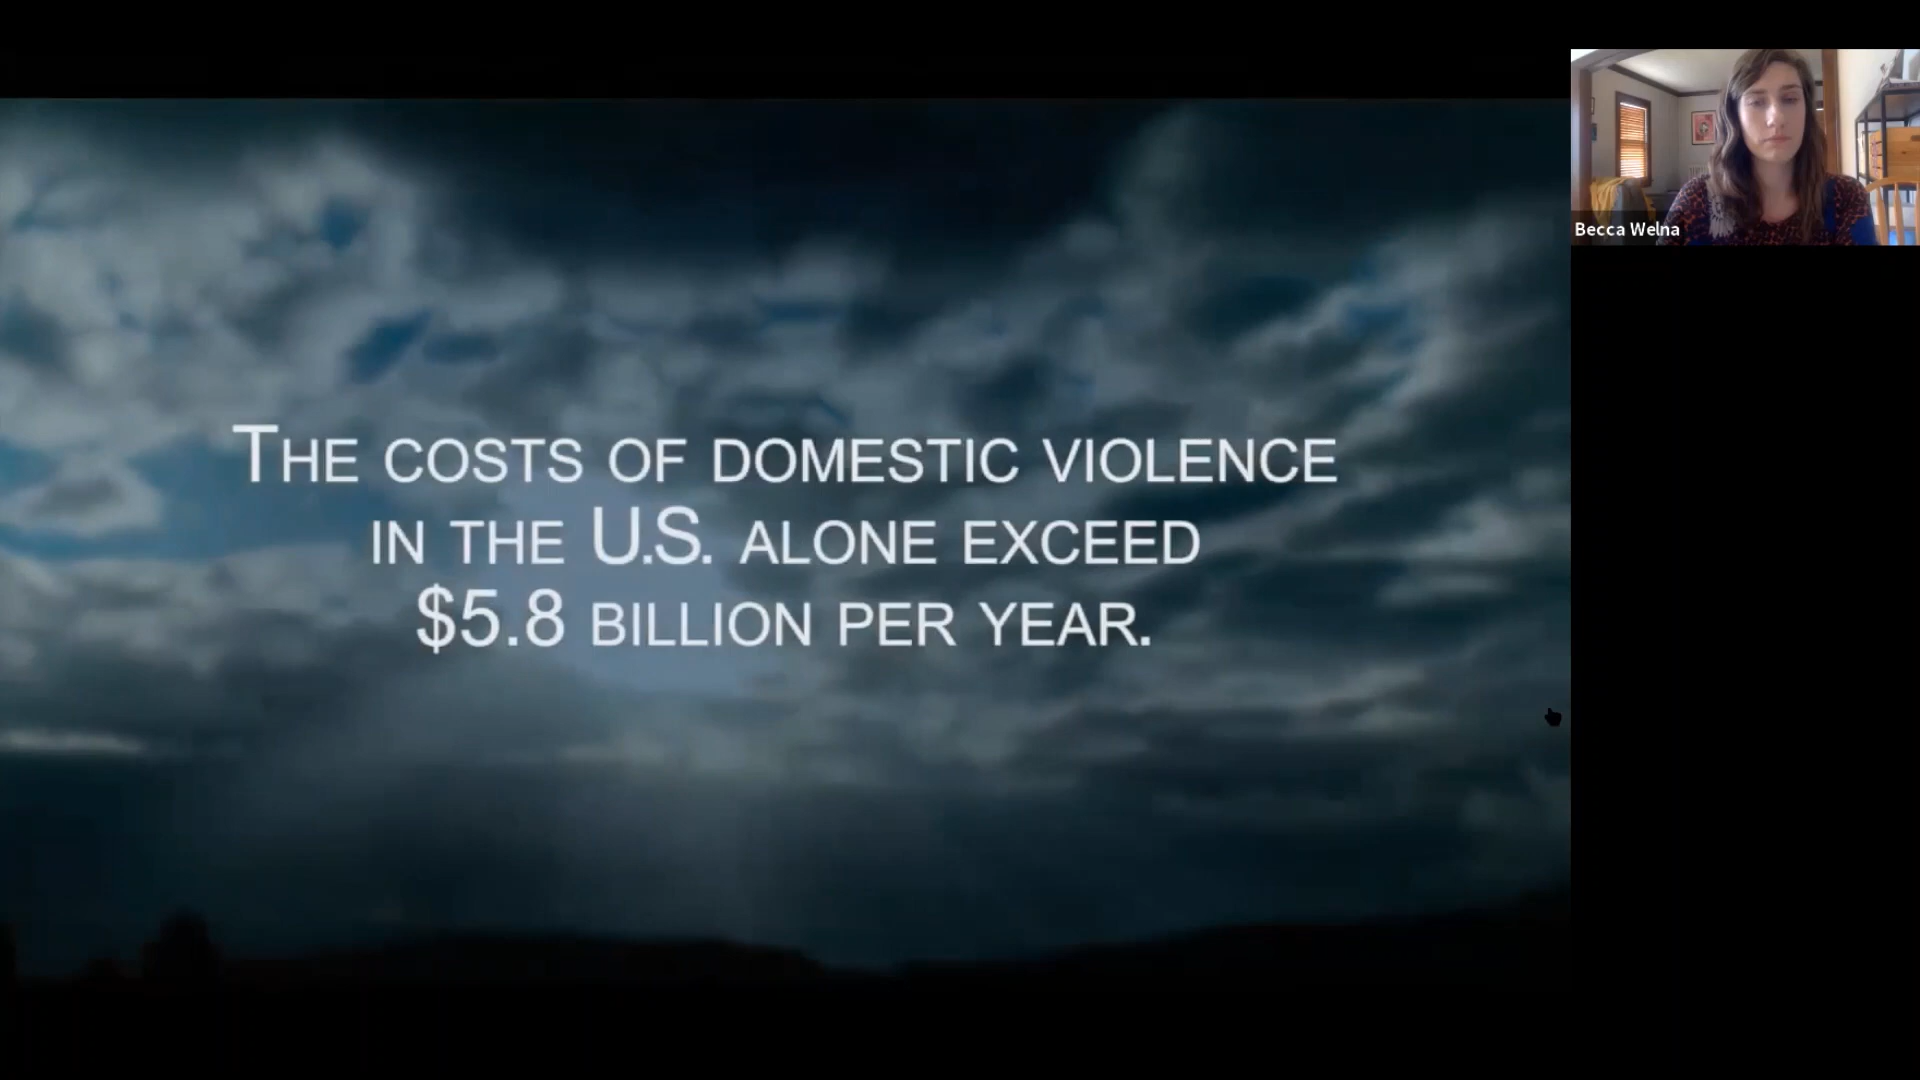 The costs of domestic violence
in the U.S. alone exceed
$5.8 billion per year.
Becca Welna